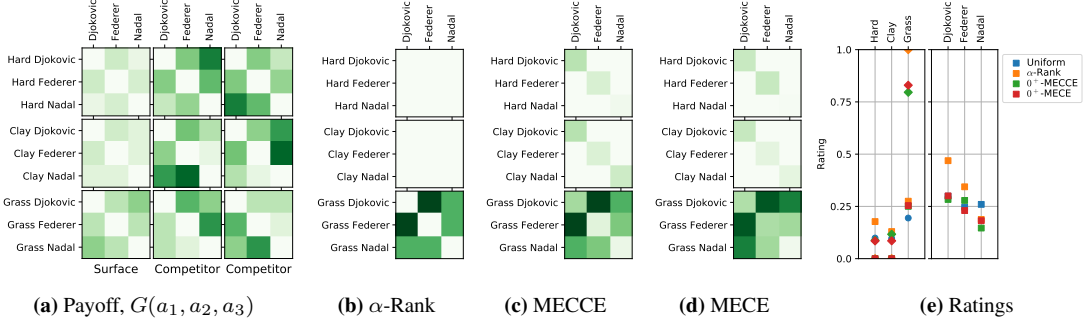 Djokovic Federer Nadal Djokovic Federer Nadal Djokovic Federer Nadal
Hard Djokovic
Hard Federer
Hard Nadal
Clay Djokovic
Clay Federer
Clay Nadal
Grass Djokovic
Grass Federer
Grass Nadal
Surface Competitor Competitor
(a) Payoff, G(a₁, a₂, a₃)
Djokovic Federer Nadal
Hard Djokovic
Hard Federer
Hard Nadal
Clay Djokovic
Clay Federer
Clay Nadal
Grass Djokovic
Grass Federer
Grass Nadal
(b) α-Rank
Djokovic Federer Nadal
Hard Djokovic
Hard Federer
Hard Nadal
Clay Djokovic
Clay Federer
Clay Nadal
Grass Djokovic
Grass Federer
Grass Nadal
(c) MECCE
Djokovic Federer Nadal
Hard Djokovic
Hard Federer
Hard Nadal
Clay Djokovic
Clay Federer
Clay Nadal
Grass Djokovic
Grass Federer
Grass Nadal
(d) MECE
Hard Clay Grass Djokovic Federer Nadal
Rating
1.0
0.75
0.5
0.25
0.0
Uniform
α-Rank
0⁺-MECCE
0⁺-MECE
(e) Ratings